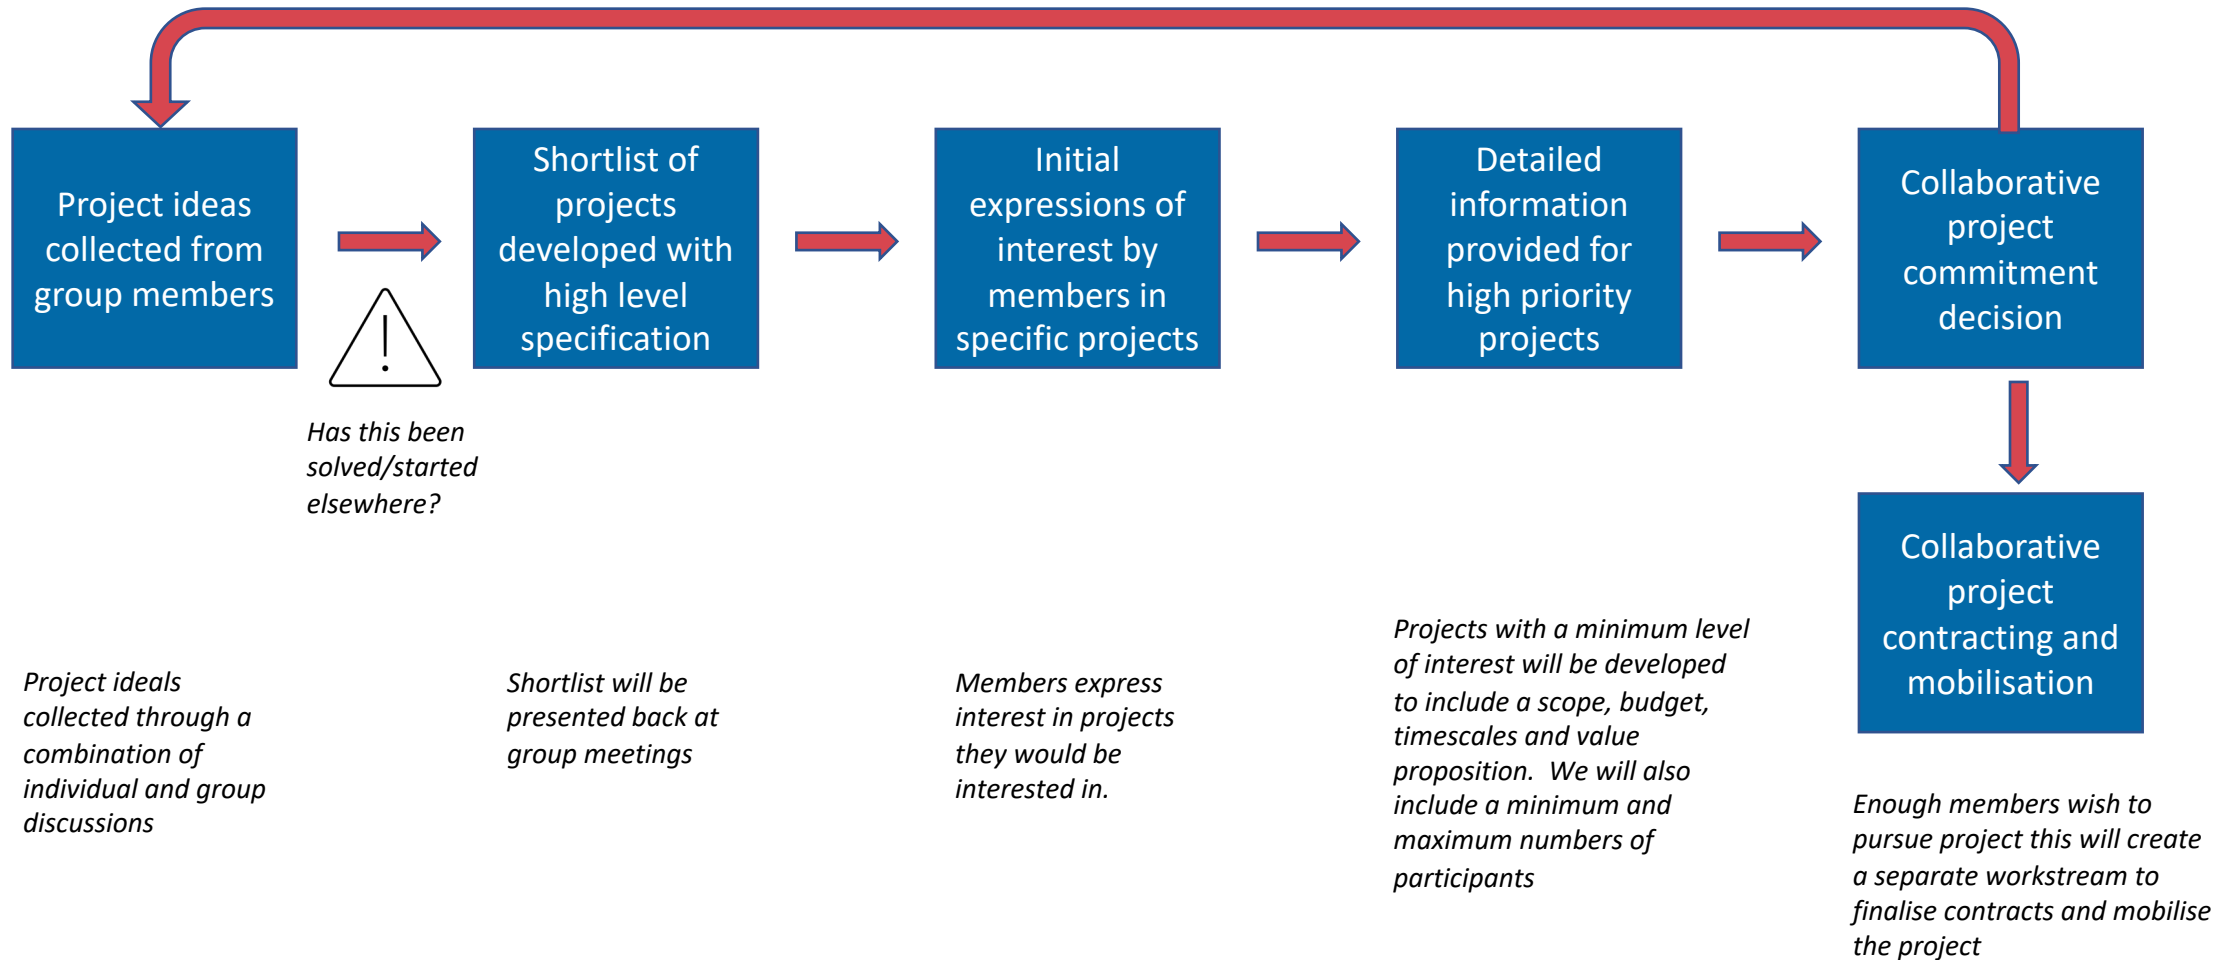 Project ideas
collected from
group members
Shortlist of
projects
developed with
high level
specification
Initial
expressions of
interest by
members in
specific projects
Detailed
information
provided for
high priority
projects
Collaborative
project
commitment
decision
Has this been
solved/started
elsewhere?
Collaborative
project
contracting and
mobilisation
Project ideals
collected through a
combination of
individual and group
discussions
Shortlist will be
presented back at
group meetings
Members express
interest in projects
they would be
interested in.
Projects with a minimum level
of interest will be developed
to include a scope, budget,
timescales and value
proposition.  We will also
include a minimum and
maximum numbers of
participants
Enough members wish to
pursue project this will create
a separate workstream to
finalise contracts and mobilise
the project